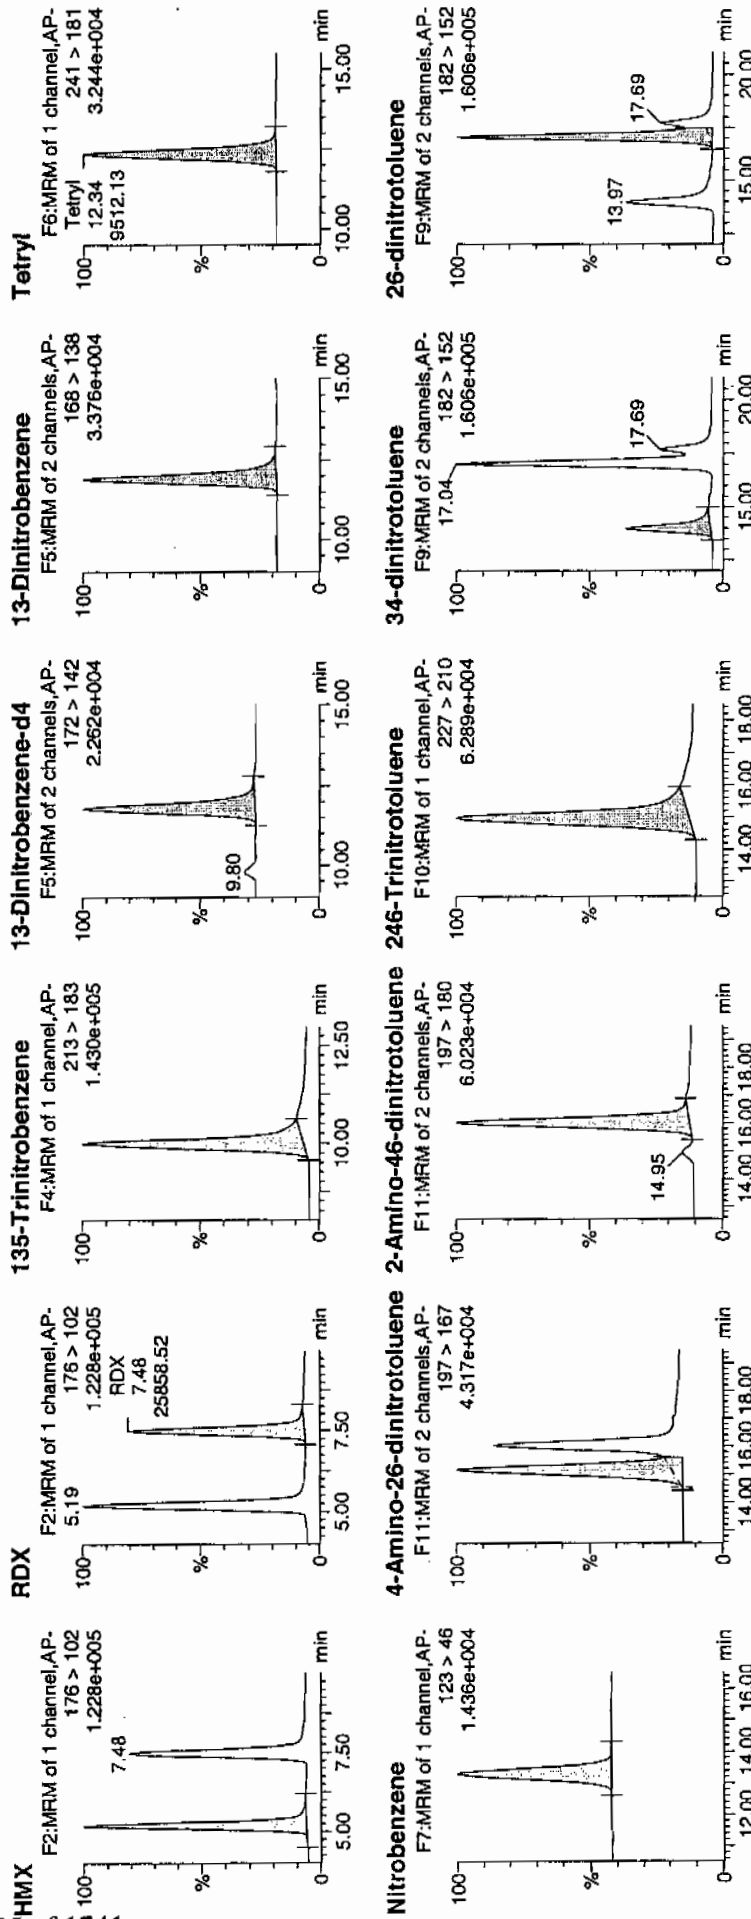 HMX
F2:MRM of 1 channel,AP-
176 > 102
1.228e+005
100
7.48
%
0
5.00 7.50 min
RDX
F2:MRM of 1 channel,AP-
5.19 176 > 102
1.228e+005
100
RDX
7.48
25858.52
%
0
5.00 7.50 min
135-Trinitrobenzene
F4:MRM of 1 channel,AP-
213 > 183
1.430e+005
100
%
0
10.00 12.50 min
13-Dinitrobenzene-d4
F5:MRM of 2 channels,AP-
172 > 142
2.262e+004
100
%
9.80
0
10.00 15.00 min
13-Dinitrobenzene
F5:MRM of 2 channels,AP-
168 > 138
3.376e+004
100
%
0
10.00 15.00 min
Tetryl
F6:MRM of 1 channel,AP-
Tetryl 241 > 181
12.34 3.244e+004
9512.13
100
%
0
10.00 15.00 min
Nitrobenzene
F7:MRM of 1 channel,AP-
123 > 46
1.436e+004
100
%
0
12.00 14.00 16.00 min
4-Amino-26-dinitrotoluene
F11:MRM of 2 channels,AP-
197 > 167
4.317e+004
100
%
0
14.00 16.00 18.00 min
2-Amino-46-dinitrotoluene
F11:MRM of 2 channels,AP-
197 > 180
6.023e+004
100
%
14.95
0
14.00 16.00 18.00 min
246-Trinitrotoluene
F10:MRM of 1 channel,AP-
227 > 210
6.289e+004
100
%
0
14.00 16.00 18.00 min
34-dinitrotoluene
F9:MRM of 2 channels,AP-
17.04 182 > 152
1.606e+005
100
%
17.69
0
15.00 20.00 min
26-dinitrotoluene
F9:MRM of 2 channels,AP-
182 > 152
1.606e+005
100
%
13.97 17.69
0
15.00 20.00 min